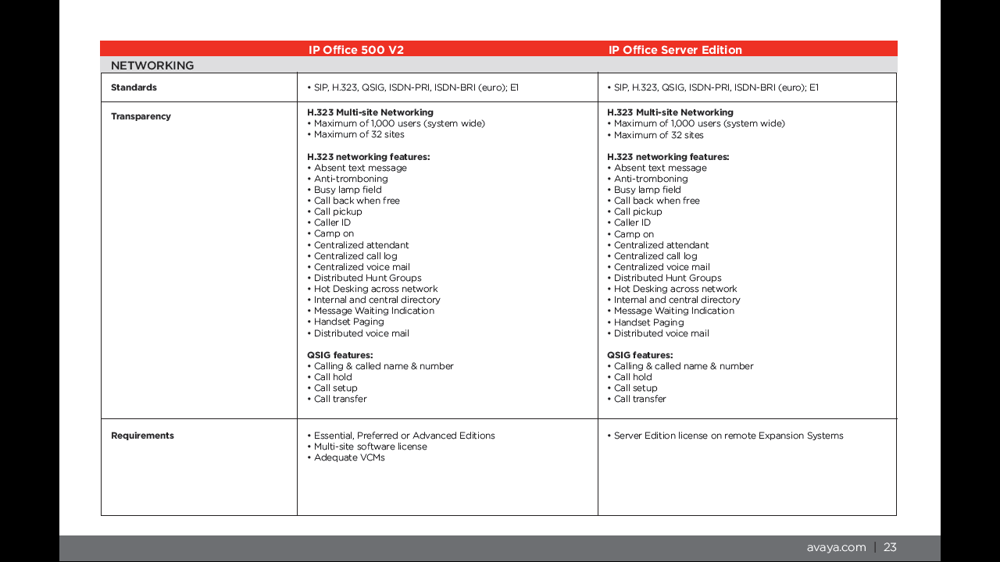 IP Office 500 V2
IP Office Server Edition
NETWORKING
Standards
• SIP, H.323, QSIG, ISDN-PRI, ISDN-BRI (euro); E1
• SIP, H.323, QSIG, ISDN-PRI, ISDN-BRI (euro); E1
Transparency
H.323 Multi-site Networking
• Maximum of 1,000 users (system wide)
• Maximum of 32 sites
H.323 networking features:
• Absent text message
• Anti-tromboning
• Busy lamp field
• Call back when free
• Call pickup
• Caller ID
• Camp on
• Centralized attendant
• Centralized call log
• Centralized voice mail
• Distributed Hunt Groups
• Hot Desking across network
• Internal and central directory
• Message Waiting Indication
• Handset Paging
• Distributed voice mail
QSIG features:
• Calling & called name & number
• Call hold
• Call setup
• Call transfer
H.323 Multi-site Networking
• Maximum of 1,000 users (system wide)
• Maximum of 32 sites
H.323 networking features:
• Absent text message
• Anti-tromboning
• Busy lamp field
• Call back when free
• Call pickup
• Caller ID
• Camp on
• Centralized attendant
• Centralized call log
• Centralized voice mail
• Distributed Hunt Groups
• Hot Desking across network
• Internal and central directory
• Message Waiting Indication
• Handset Paging
• Distributed voice mail
QSIG features:
• Calling & called name & number
• Call hold
• Call setup
• Call transfer
Requirements
• Essential, Preferred or Advanced Editions
• Multi-site software license
• Adequate VCMs
• Server Edition license on remote Expansion Systems
avaya.com | 23